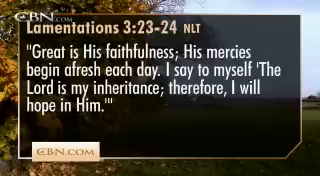 CBN.com
Lamentations 3:23-24 NLT
"Great is His faithfulness; His mercies
begin afresh each day. I say to myself 'The
Lord is my inheritance; therefore, I will
hope in Him.'"
CBN.COM